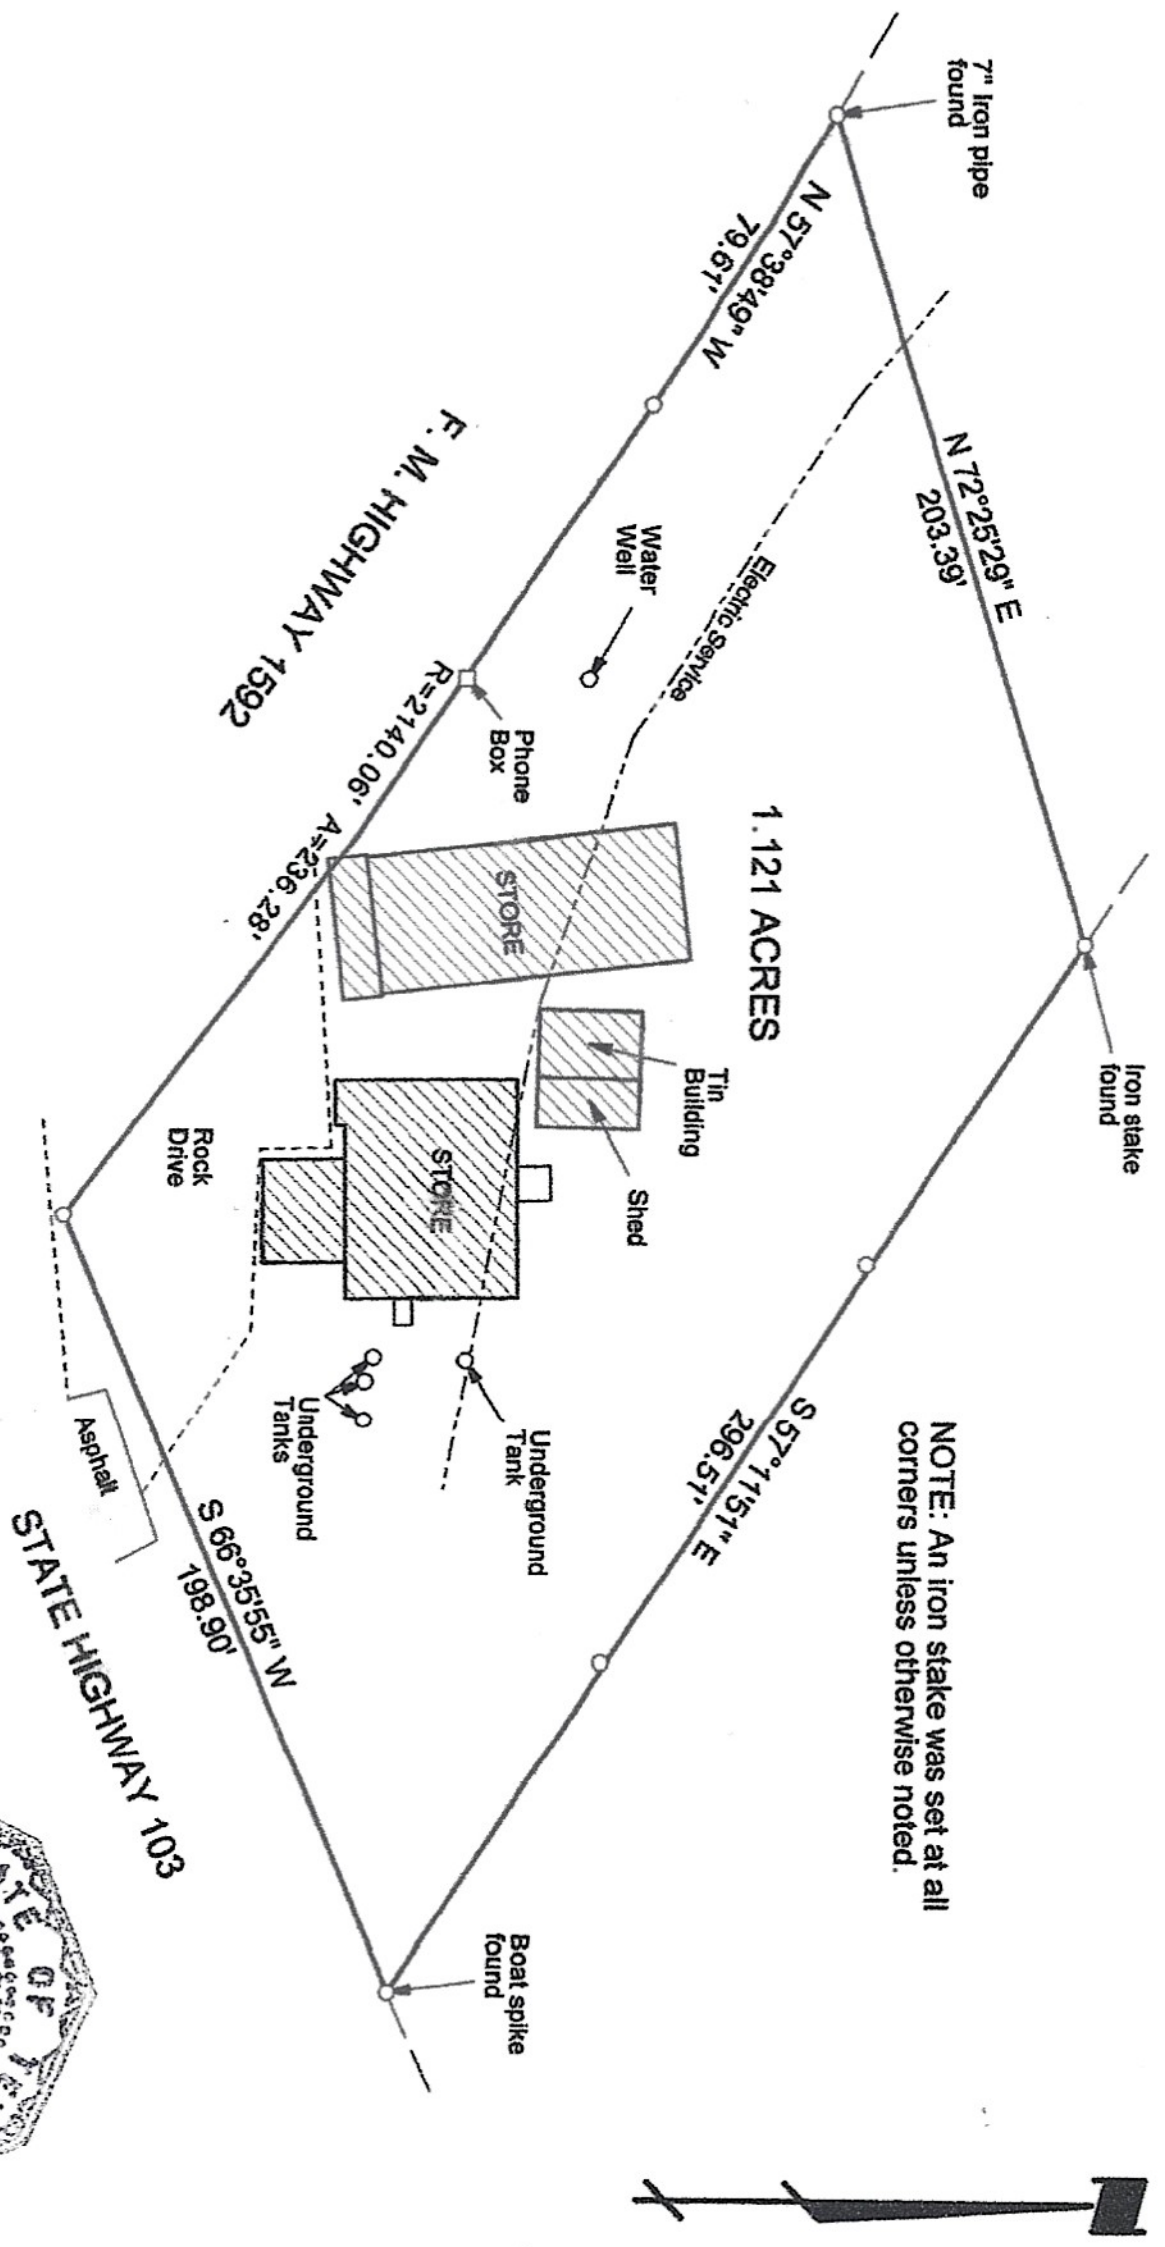 7" Iron pipe
found
N 57°38'49" W
79.61'
N 72°25'29" E
203.39'
Electric Service
Water
Well
F. M. HIGHWAY 1592
Phone
Box
R=2140.06' A=236.28'
1.121 ACRES
STORE
Iron stake
found
Tin
Building
Shed
STORE
Rock
Drive
Underground
Tank
Underground
Tanks
Asphalt
S 57°11'51" E
296.51'
NOTE: An iron stake was set at all
corners unless otherwise noted.
S 66°35'55" W
198.90'
STATE HIGHWAY 103
Boat spike
found
OF